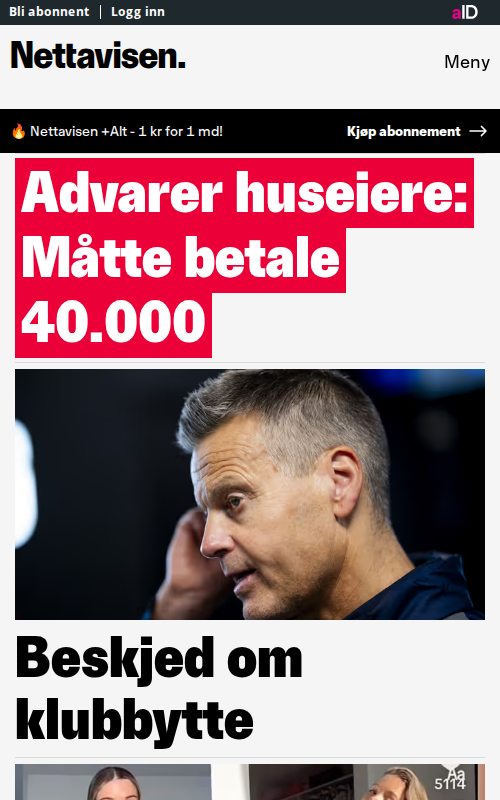 Bli abonnent | Logg inn
aID
Nettavisen.
Meny
🔥 Nettavisen +Alt - 1 kr for 1 md!
Kjøp abonnement →
Advarer huseiere:
Måtte betale
40.000
Beskjed om
klubbytte
Aa
5114